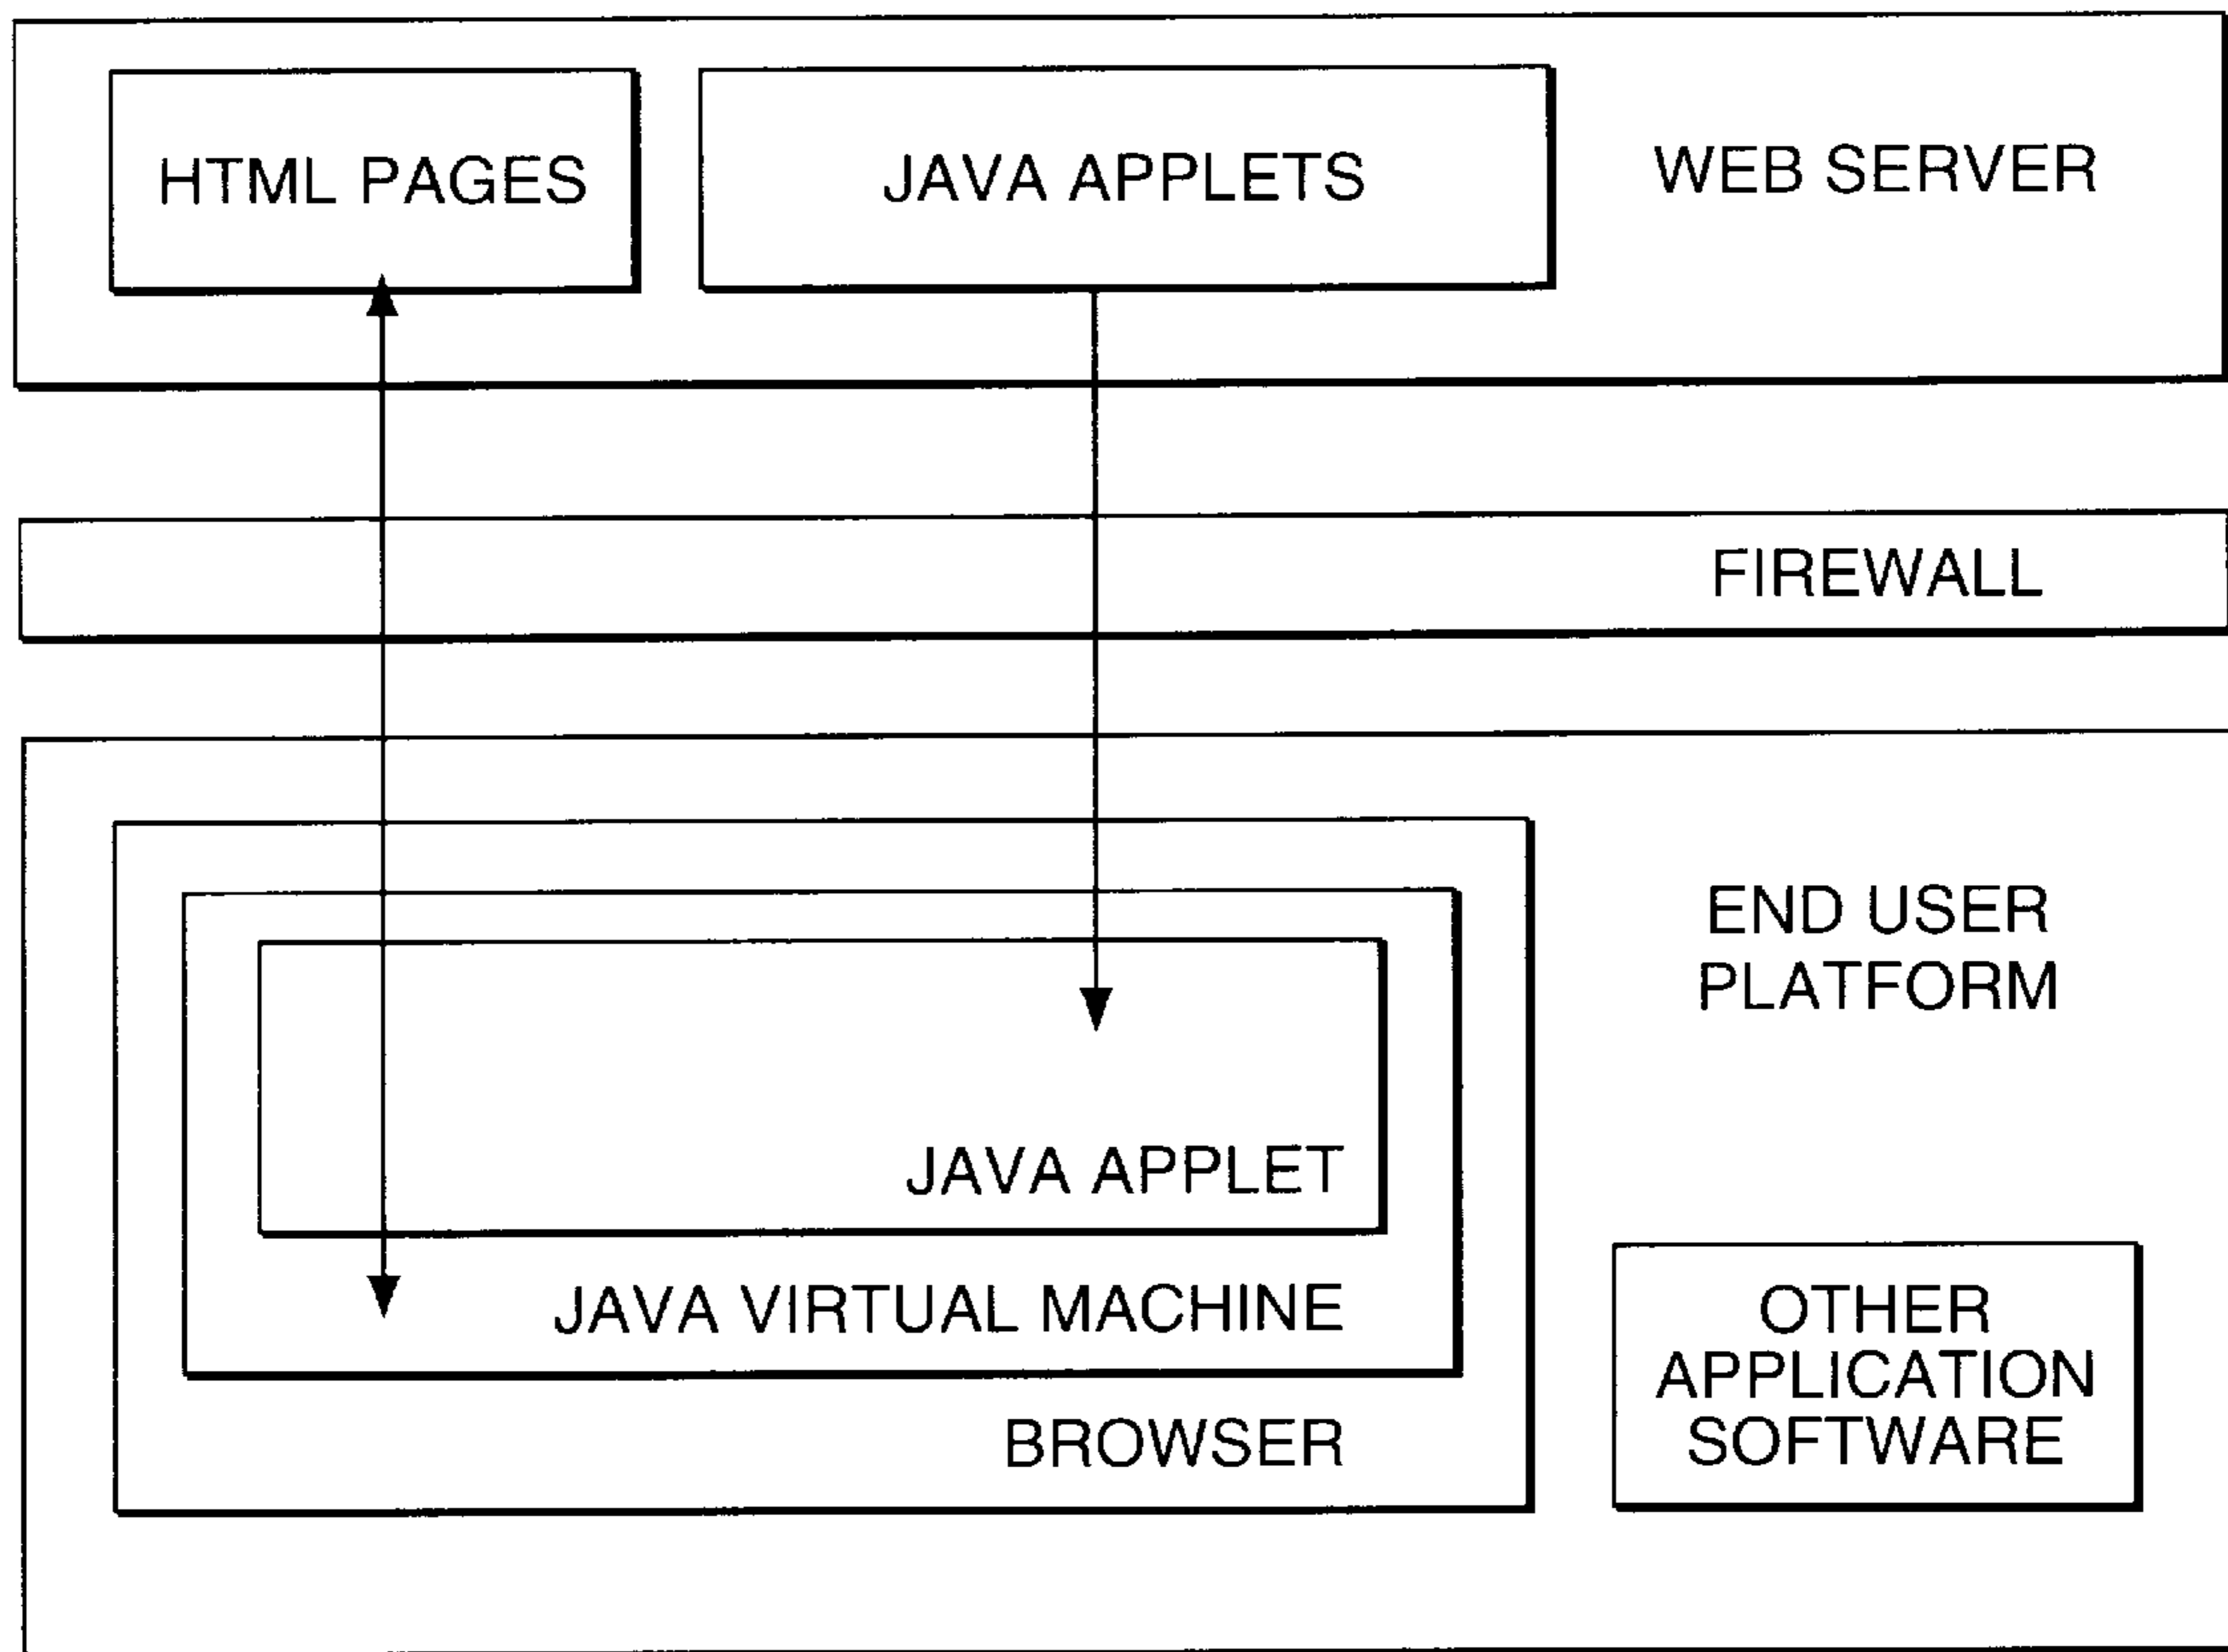 HTML PAGES
JAVA APPLETS
WEB SERVER
FIREWALL
END USER
PLATFORM
JAVA APPLET
JAVA VIRTUAL MACHINE
BROWSER
OTHER
APPLICATION
SOFTWARE